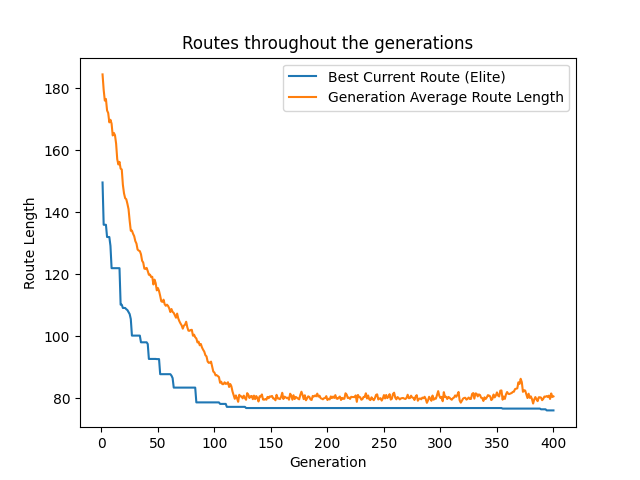 Routes throughout the generations
Best Current Route (Elite)
Generation Average Route Length
Route Length
180
160
140
120
100
80
0 50 100 150 200 250 300 350 400
Generation